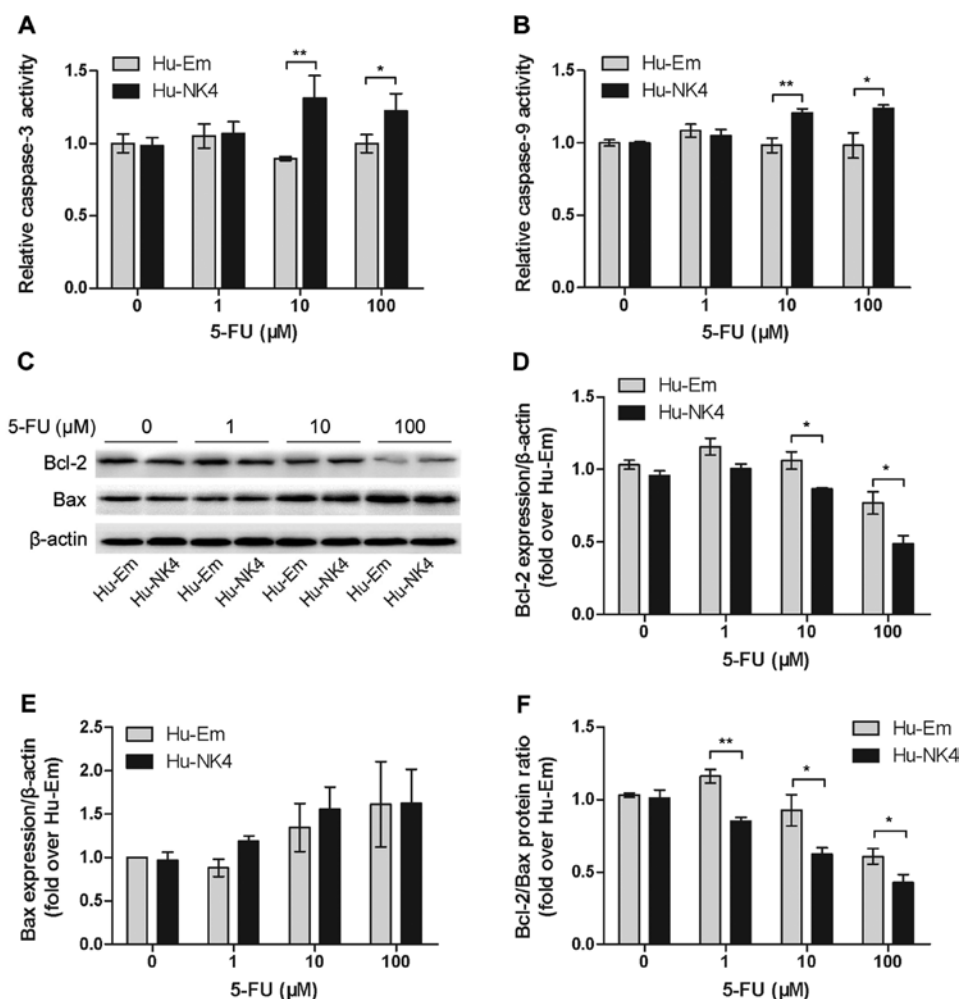 A
Relative caspase-3 activity
1.5
1.0
0.5
0.0
Hu-Em
Hu-NK4
**
*
0 1 10 100
5-FU (µM)
B
Relative caspase-9 activity
1.5
1.0
0.5
0.0
Hu-Em
Hu-NK4
**
*
0 1 10 100
5-FU (µM)
C
5-FU (µM) 0 1 10 100
Bcl-2
Bax
β-actin
Hu-Em Hu-NK4 Hu-Em Hu-NK4 Hu-Em Hu-NK4 Hu-Em Hu-NK4
D
Bcl-2 expression/β-actin
(fold over Hu-Em)
1.5
1.0
0.5
0.0
Hu-Em
Hu-NK4
*
*
0 1 10 100
5-FU (µM)
E
Bax expression/β-actin
(fold over Hu-Em)
2.5
2.0
1.5
1.0
0.5
0.0
Hu-Em
Hu-NK4
0 1 10 100
5-FU (µM)
F
Bcl-2/Bax protein ratio
(fold over Hu-Em)
1.5
1.0
0.5
0.0
Hu-Em
Hu-NK4
**
*
*
0 1 10 100
5-FU (µM)